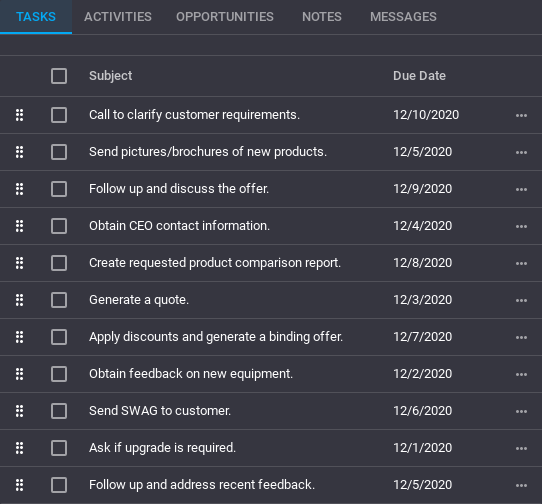 TASKS ACTIVITIES OPPORTUNITIES NOTES MESSAGES
Subject Due Date
Call to clarify customer requirements. 12/10/2020
Send pictures/brochures of new products. 12/5/2020
Follow up and discuss the offer. 12/9/2020
Obtain CEO contact information. 12/4/2020
Create requested product comparison report. 12/8/2020
Generate a quote. 12/3/2020
Apply discounts and generate a binding offer. 12/7/2020
Obtain feedback on new equipment. 12/2/2020
Send SWAG to customer. 12/6/2020
Ask if upgrade is required. 12/1/2020
Follow up and address recent feedback. 12/5/2020